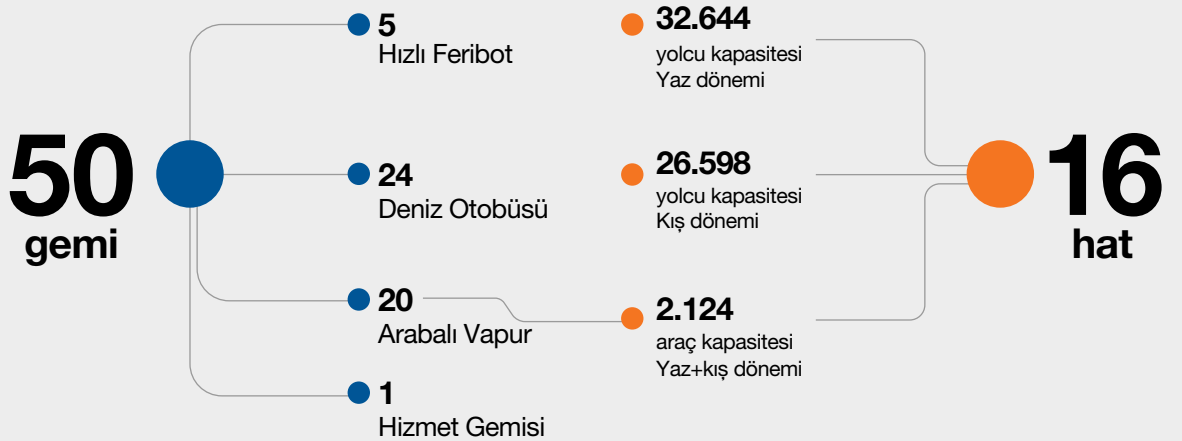 50
gemi
5
Hızlı Feribot
24
Deniz Otobüsü
20
Arabalı Vapur
1
Hizmet Gemisi
32.644
yolcu kapasitesi
Yaz dönemi
26.598
yolcu kapasitesi
Kış dönemi
2.124
araç kapasitesi
Yaz+kış dönemi
16
hat